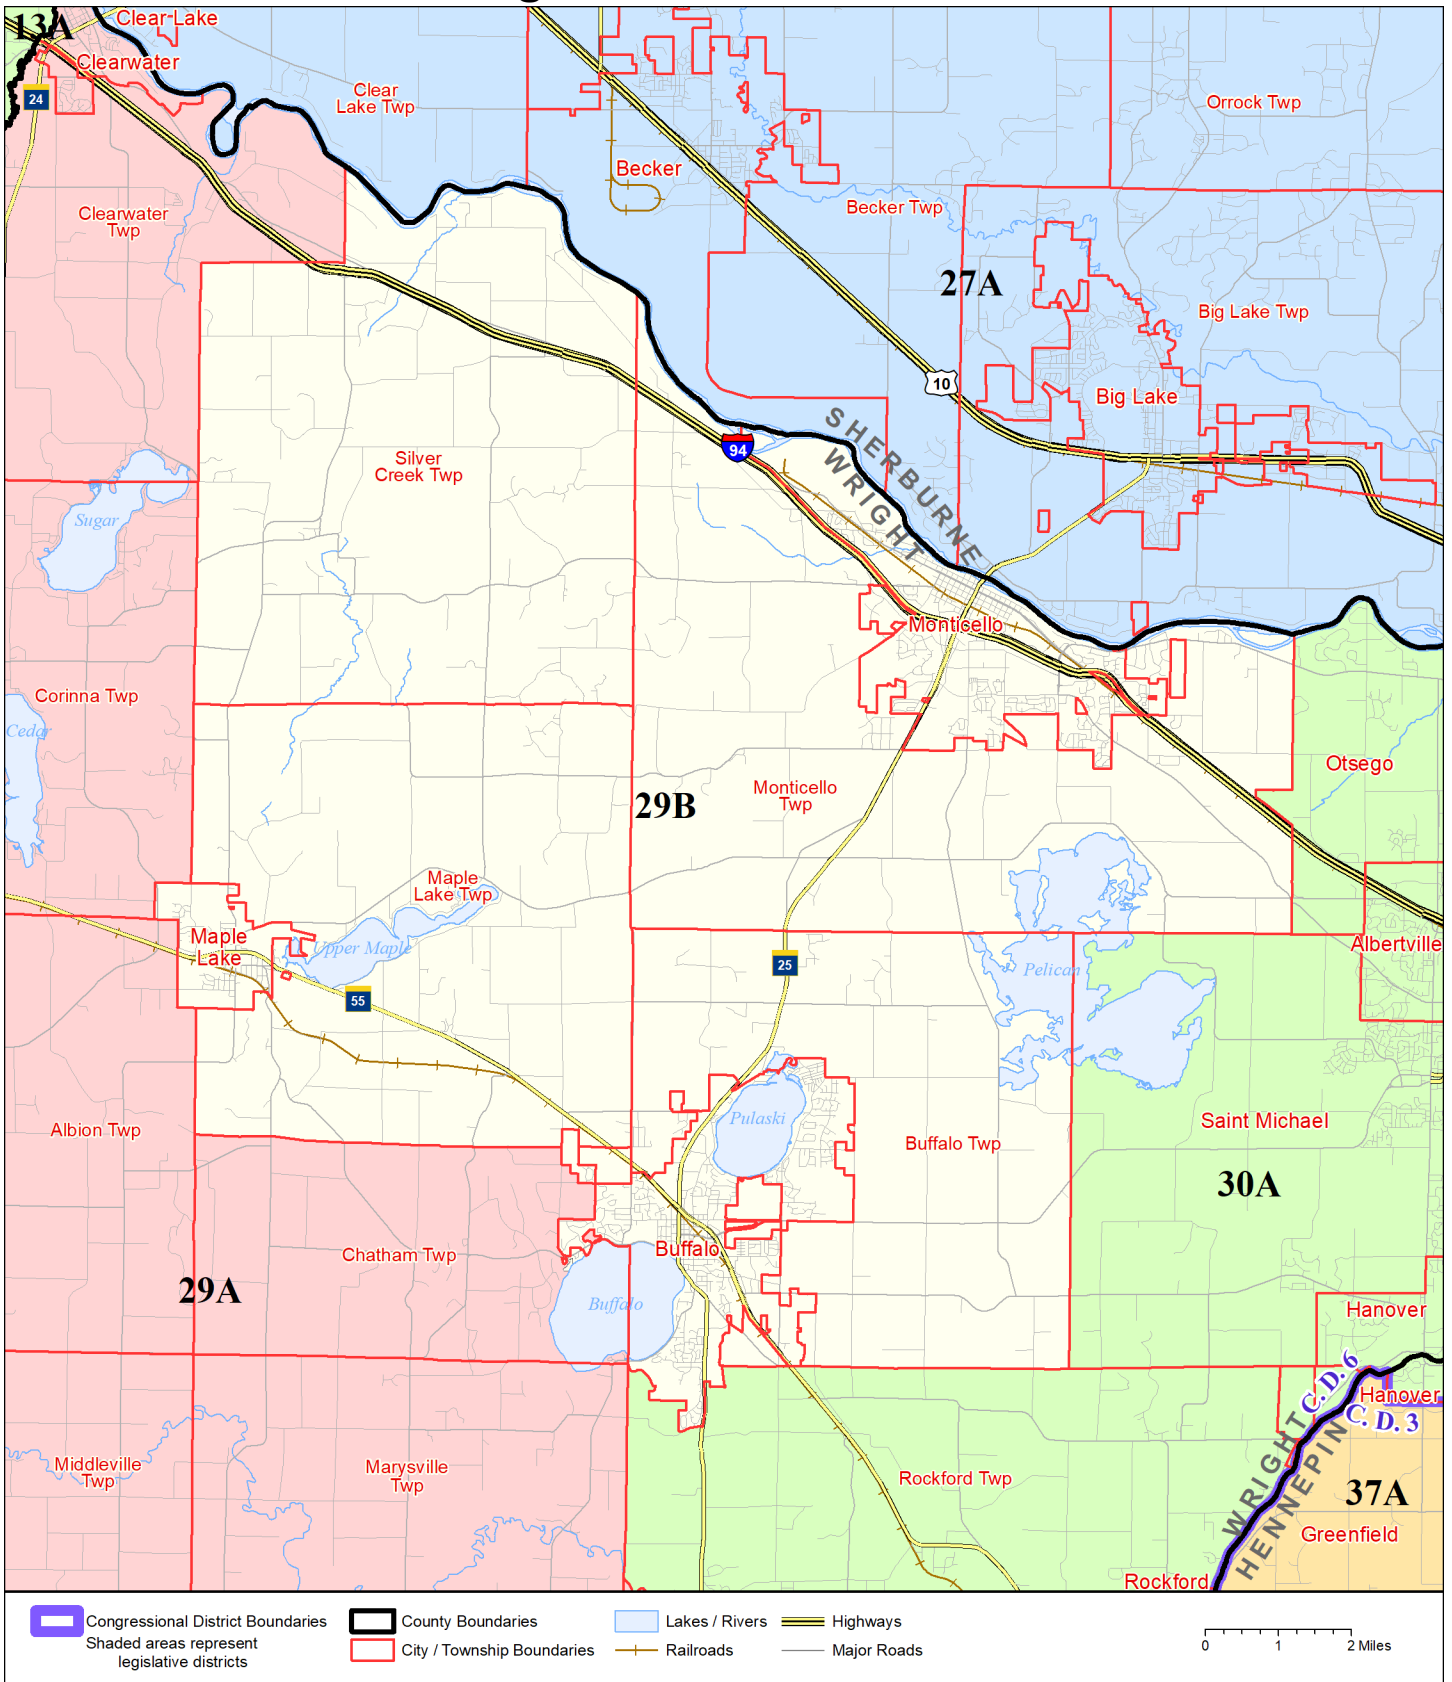 13A
Clear Lake
Clearwater
24
Clear
Lake Twp
Orrock Twp
Becker
Clearwater
Twp
Becker Twp
27A
Big Lake Twp
10
Big Lake
SHERBURNE
WRIGHT
94
Silver
Creek Twp
Sugar
Monticello
Corinna Twp
Cedar
Otsego
Monticello
Twp
29B
Maple
Lake Twp
Maple
Lake
Upper Maple
Albertville
25
Pelican
55
Pulaski
Saint Michael
Albion Twp
Buffalo Twp
30A
Chatham Twp
Buffalo
29A
Buffalo
Hanover
C. D. 6
Hanover
C. D. 3
WRIGHT
HENNEPIN
Middleville
Twp
Marysville
Twp
Rockford Twp
37A
Greenfield
Rockford
Congressional District Boundaries
Shaded areas represent
legislative districts
County Boundaries
City / Township Boundaries
Lakes / Rivers
Railroads
Highways
Major Roads
0 1 2 Miles